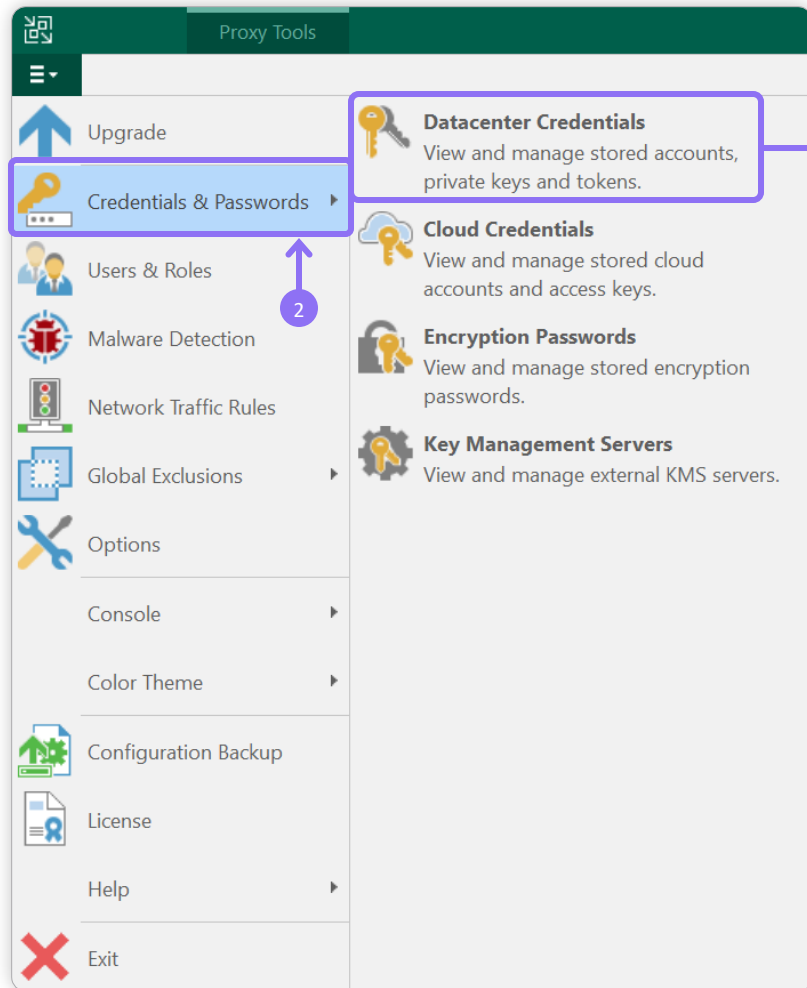 Proxy Tools
Upgrade
Credentials & Passwords
Users & Roles
Malware Detection
Network Traffic Rules
Global Exclusions
Options
Console
Color Theme
Configuration Backup
License
Help
Exit
2
Datacenter Credentials
View and manage stored accounts,
private keys and tokens.
Cloud Credentials
View and manage stored cloud
accounts and access keys.
Encryption Passwords
View and manage stored encryption
passwords.
Key Management Servers
View and manage external KMS servers.